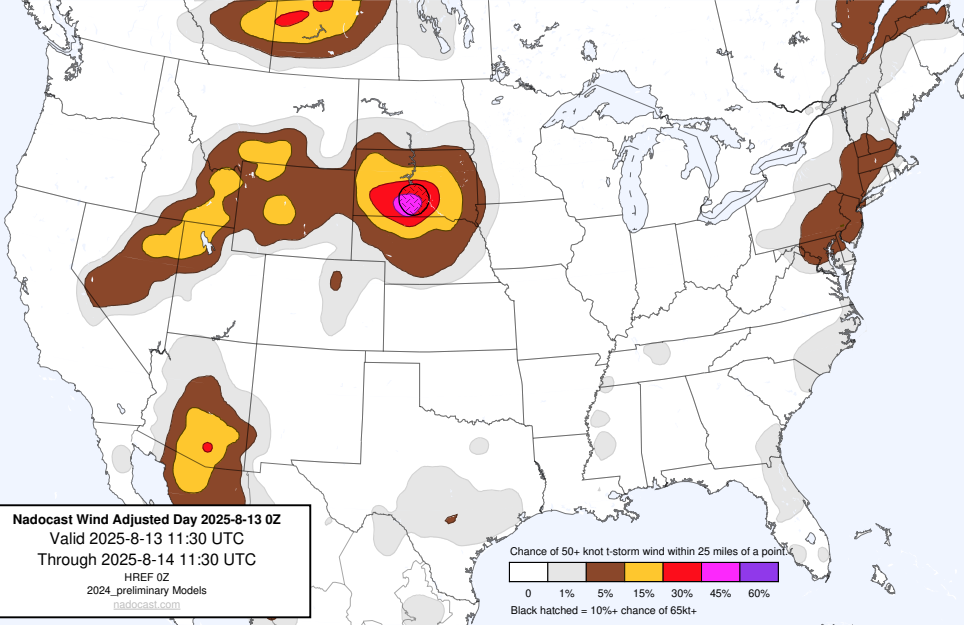 Nadocast Wind Adjusted Day 2025-8-13 0Z
Valid 2025-8-13 11:30 UTC
Through 2025-8-14 11:30 UTC
HREF 0Z
2024_preliminary Models
nadocast.com
Chance of 50+ knot t-storm wind within 25 miles of a point.
0 1% 5% 15% 30% 45% 60%
Black hatched = 10%+ chance of 65kt+